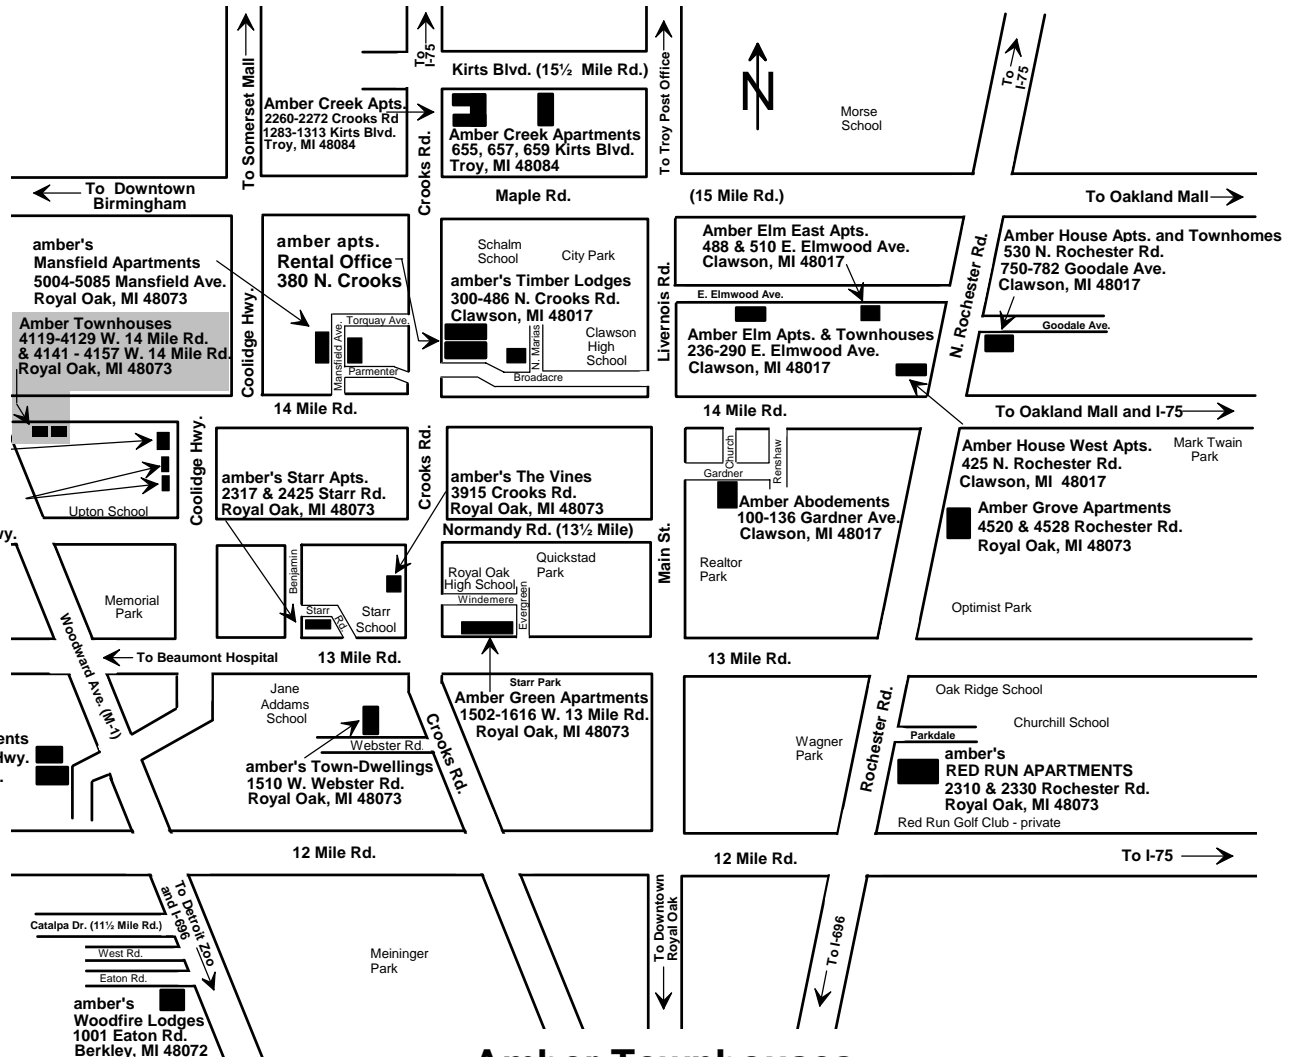 To Somerset Mall
To
I-75
Kirts Blvd. (15½ Mile Rd.)
To Troy Post Office
N
To
I-75
Morse
School
Amber Creek Apts.
2260-2272 Crooks Rd
1283-1313 Kirts Blvd.
Troy, MI 48084
Crooks Rd.
Amber Creek Apartments
655, 657, 659 Kirts Blvd.
Troy, MI 48084
To Downtown
Birmingham
Maple Rd.
(15 Mile Rd.)
To Oakland Mall
amber's
Mansfield Apartments
5004-5085 Mansfield Ave.
Royal Oak, MI 48073
Amber Townhouses
4119-4129 W. 14 Mile Rd.
& 4141 - 4157 W. 14 Mile Rd.
Royal Oak, MI 48073
Coolidge Hwy.
amber apts.
Rental Office
380 N. Crooks
Torquay Ave.
Mansfield Ave.
Parmenter
Schalm
School
City Park
amber's Timber Lodges
300-486 N. Crooks Rd.
Clawson, MI 48017
N. Marias
Clawson
High
School
Broadacre
Livernois Rd.
Amber Elm East Apts.
488 & 510 E. Elmwood Ave.
Clawson, MI 48017
E. Elmwood Ave.
Amber Elm Apts. & Townhouses
236-290 E. Elmwood Ave.
Clawson, MI 48017
N. Rochester Rd.
Amber House Apts. and Townhomes
530 N. Rochester Rd.
750-782 Goodale Ave.
Clawson, MI 48017
Goodale Ave.
14 Mile Rd.
14 Mile Rd.
To Oakland Mall and I-75
Upton School
Coolidge Hwy.
amber's Starr Apts.
2317 & 2425 Starr Rd.
Royal Oak, MI 48073
Crooks Rd.
amber's The Vines
3915 Crooks Rd.
Royal Oak, MI 48073
Normandy Rd. (13½ Mile)
Main St.
Church
Renshaw
Gardner
Amber Abodements
100-136 Gardner Ave.
Clawson, MI 48017
Realtor
Park
Amber House West Apts.
425 N. Rochester Rd.
Clawson, MI 48017
Mark Twain
Park
Amber Grove Apartments
4520 & 4528 Rochester Rd.
Royal Oak, MI 48073
Optimist Park
wy.
Memorial
Park
Woodward Ave. (M-1)
Benjamin
Starr
Rd.
Starr
School
Royal Oak
High School
Windemere
Evergreen
Quickstad
Park
To Beaumont Hospital
13 Mile Rd.
13 Mile Rd.
Starr Park
Amber Green Apartments
1502-1616 W. 13 Mile Rd.
Royal Oak, MI 48073
Jane
Addams
School
Webster Rd.
amber's Town-Dwellings
1510 W. Webster Rd.
Royal Oak, MI 48073
Crooks Rd.
ents
Hwy.
.
Wagner
Park
Rochester Rd.
Oak Ridge School
Churchill School
Parkdale
amber's
RED RUN APARTMENTS
2310 & 2330 Rochester Rd.
Royal Oak, MI 48073
Red Run Golf Club - private
12 Mile Rd.
12 Mile Rd.
To I-75
To Detroit Zoo
and I-696
Catalpa Dr. (11½ Mile Rd.)
West Rd.
Eaton Rd.
amber's
Woodfire Lodges
1001 Eaton Rd.
Berkley, MI 48072
Meininger
Park
To Downtown
Royal Oak
To I-696
Amber Townhouses